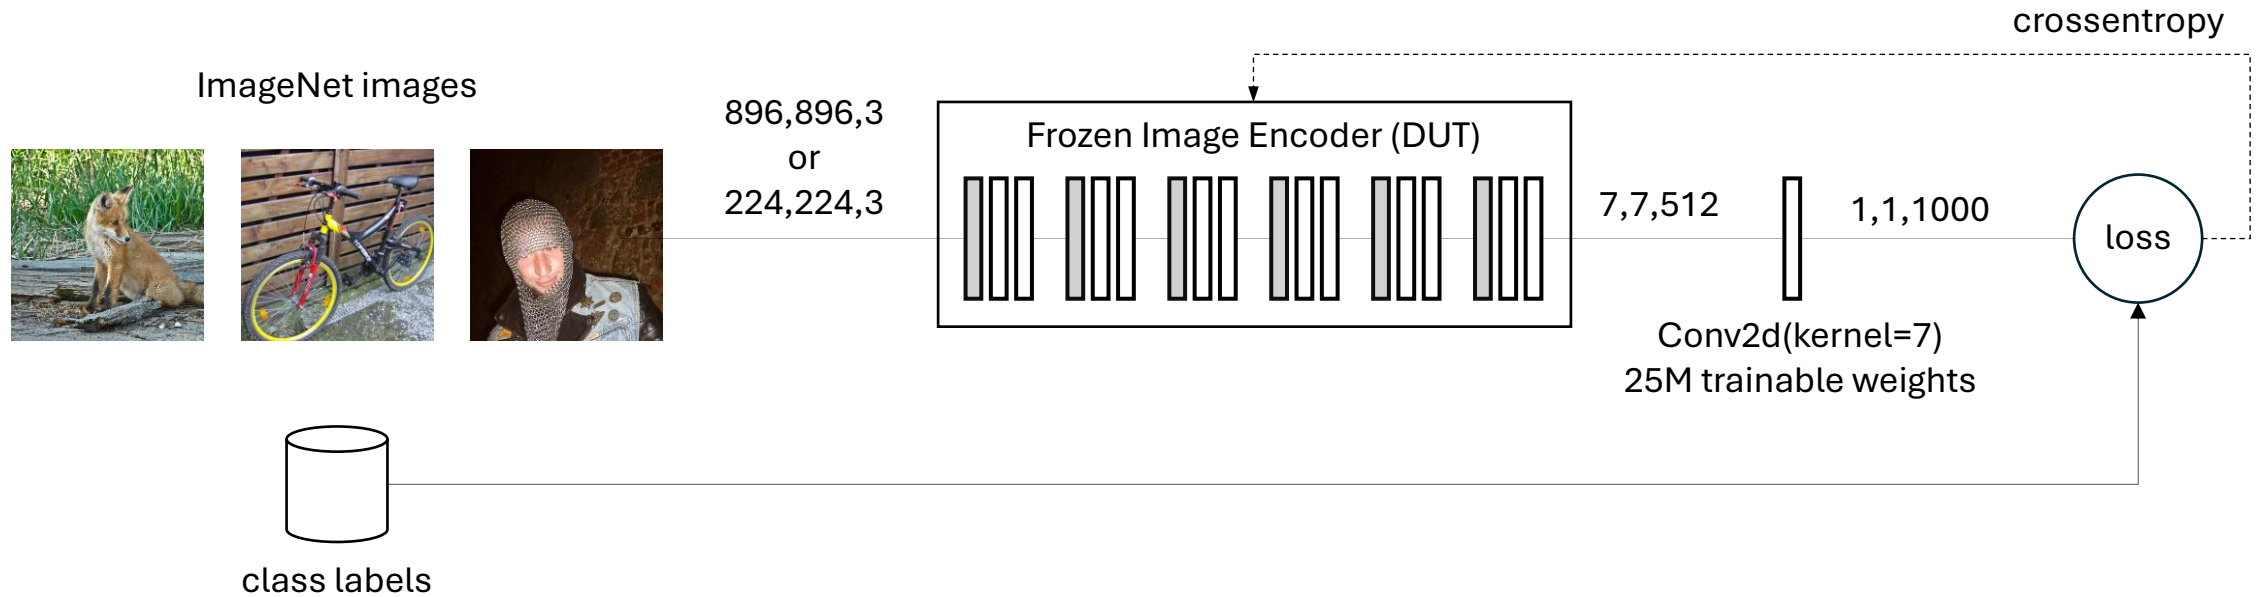 crossentropy
ImageNet images
896,896,3
or
224,224,3
Frozen Image Encoder (DUT)
7,7,512
1,1,1000
loss
Conv2d(kernel=7)
25M trainable weights
class labels